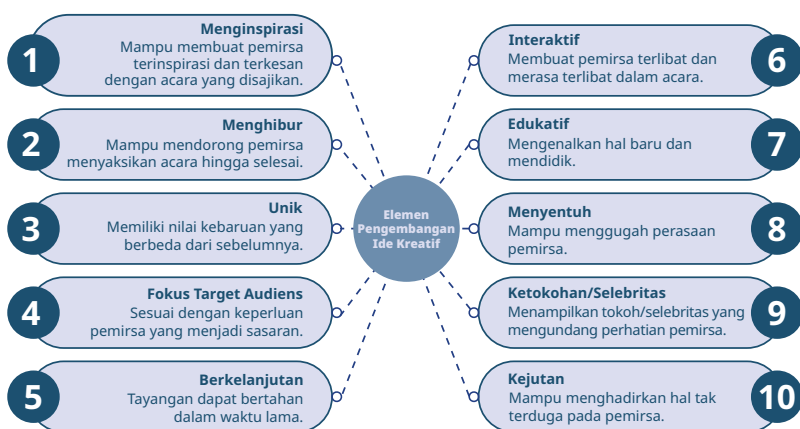 1
Menginspirasi
Mampu membuat pemirsa
terinspirasi dan terkesan
dengan acara yang disajikan.
2
Menghibur
Mampu mendorong pemirsa
menyaksikan acara hingga selesai.
3
Unik
Memiliki nilai kebaruan yang
berbeda dari sebelumnya.
4
Fokus Target Audiens
Sesuai dengan keperluan
pemirsa yang menjadi sasaran.
5
Berkelanjutan
Tayangan dapat bertahan
dalam waktu lama.
Elemen
Pengembangan
Ide Kreatif
6
Interaktif
Membuat pemirsa terlibat dan
merasa terlibat dalam acara.
7
Edukatif
Mengenalkan hal baru dan
mendidik.
8
Menyentuh
Mampu menggugah perasaan
pemirsa.
9
Ketokohan/Selebritas
Menampilkan tokoh/selebritas yang
mengundang perhatian pemirsa.
10
Kejutan
Mampu menghadirkan hal tak
terduga pada pemirsa.